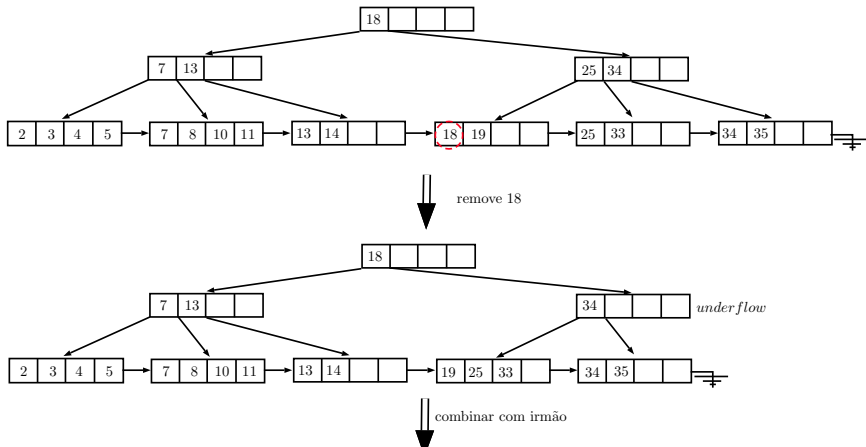 18
7 13
25 34
2 3 4 5 7 8 10 11 13 14 18 19 25 33 34 35
remove 18
18
7 13
34 underflow
2 3 4 5 7 8 10 11 13 14 19 25 33 34 35
combinar com irmão